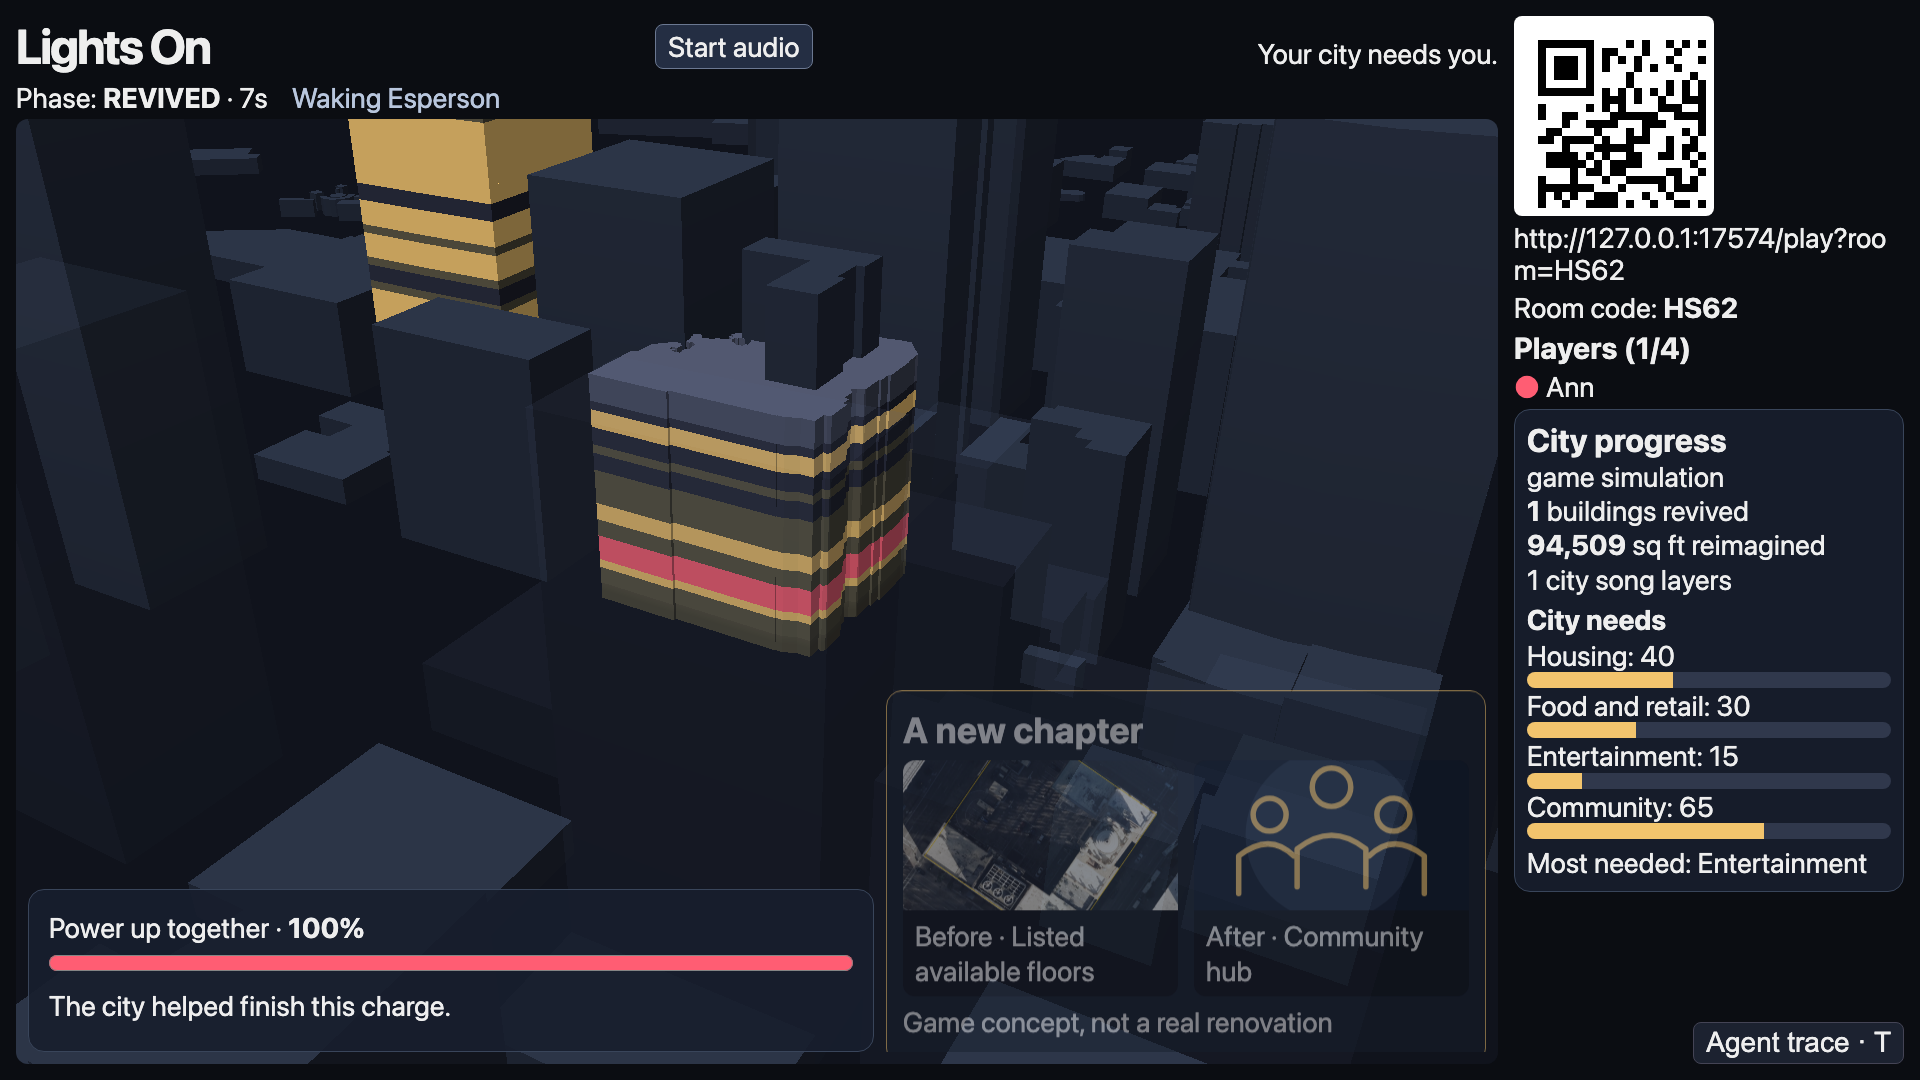 Lights On
Start audio
Your city needs you.
Phase: REVIVED · 7s Waking Esperson
http://127.0.0.1:17574/play?roo
m=HS62
Room code: HS62
Players (1/4)
Ann
City progress
game simulation
1 buildings revived
94,509 sq ft reimagined
1 city song layers
City needs
Housing: 40
Food and retail: 30
Entertainment: 15
Community: 65
Most needed: Entertainment
A new chapter
Before · Listed
available floors
After · Community
hub
Game concept, not a real renovation
Power up together · 100%
The city helped finish this charge.
Agent trace · T